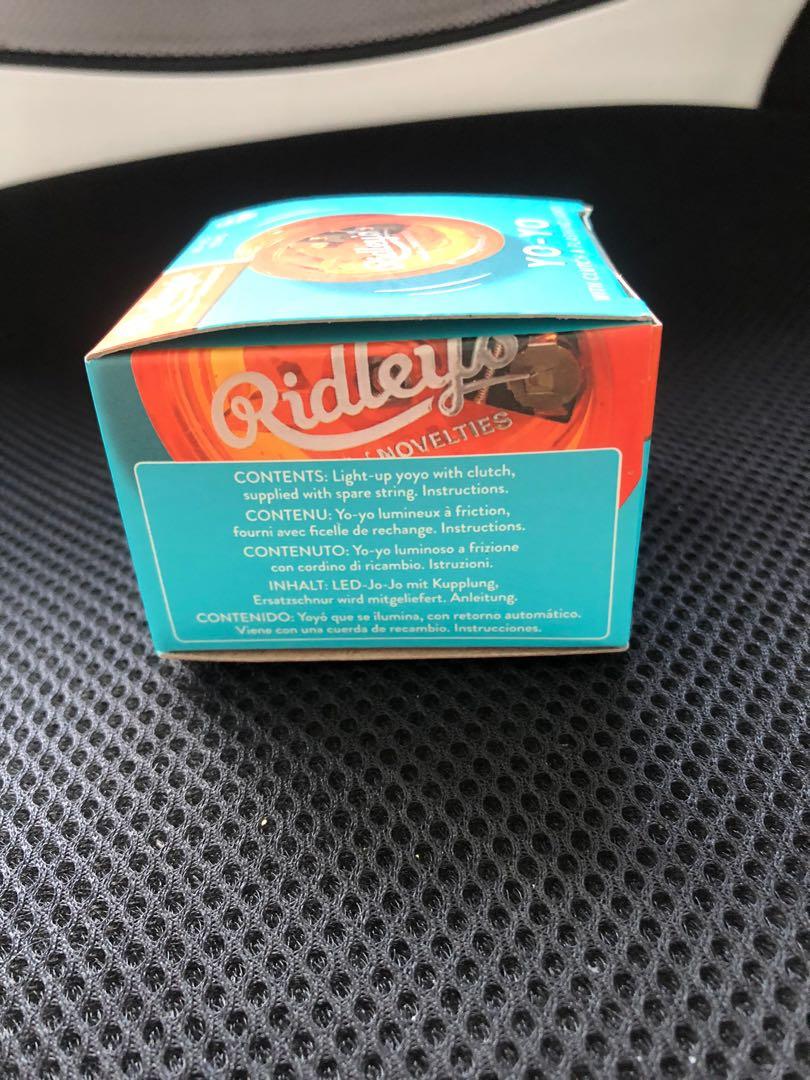 Ridley's
YO-YO
WITH
Ridley's
NOVELTIES
CONTENTS: Light-up yoyo with clutch,
supplied with spare string. Instructions.
CONTENU: Yo-yo lumineux à friction,
fourni avec ficelle de rechange. Instructions.
CONTENUTO: Yo-yo luminoso a frizione
con cordino di ricambio. Istruzioni.
INHALT: LED-Jo-Jo mit Kupplung,
Ersatzschnur wird mitgeliefert. Anleitung.
CONTENIDO: Yoyó que se ilumina, con retorno automático.
Viene con una cuerda de recambio. Instrucciones.